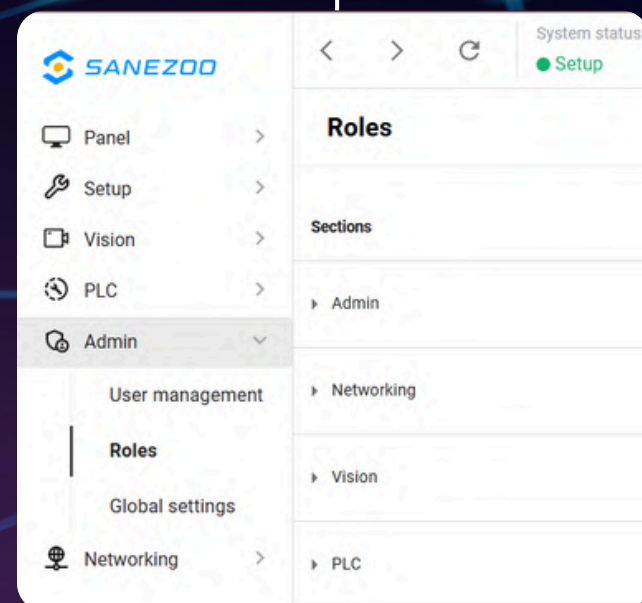 SANEZOO
Panel
Setup
Vision
PLC
Admin
User management
Roles
Global settings
Networking
System status
Setup
Roles
Sections
Admin
Networking
Vision
PLC